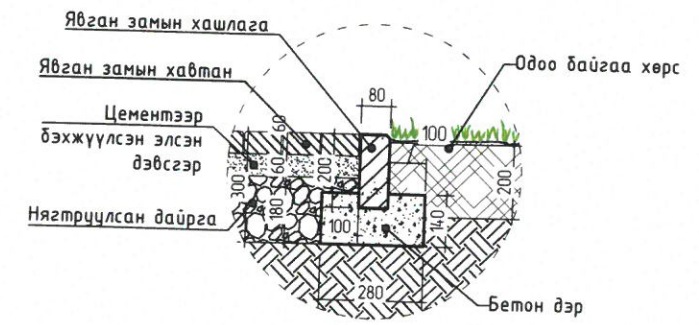 Явган замын хашлага
Явган замын хавтан
Одоо байгаа хөрс
Цементээр
бэхжүүлсэн элсэн
дэвсгэр
Нягтруулсан дайрга
Бетон дэр
80
100
60
60
200
300
180
100
140
200
280